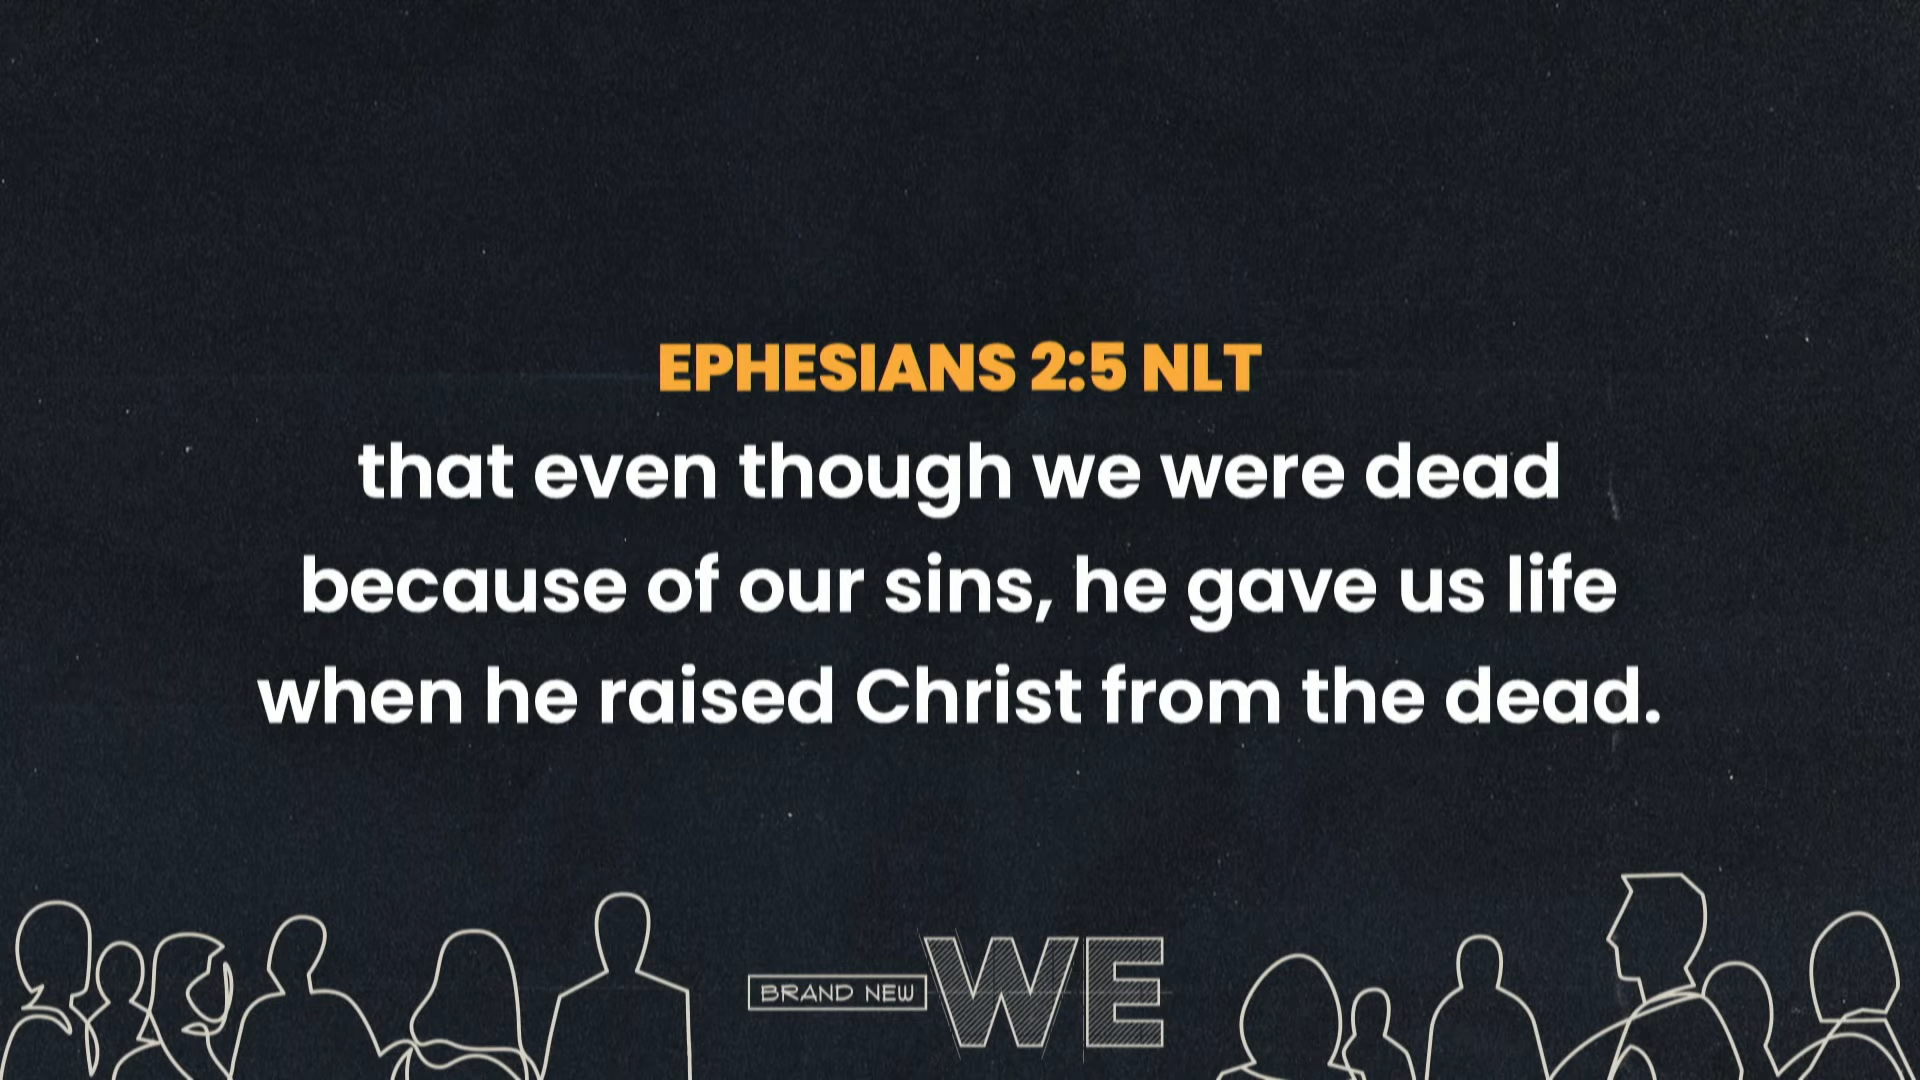 EPHESIANS 2:5 NLT
that even though we were dead
because of our sins, he gave us life
when he raised Christ from the dead.
BRAND NEW WE